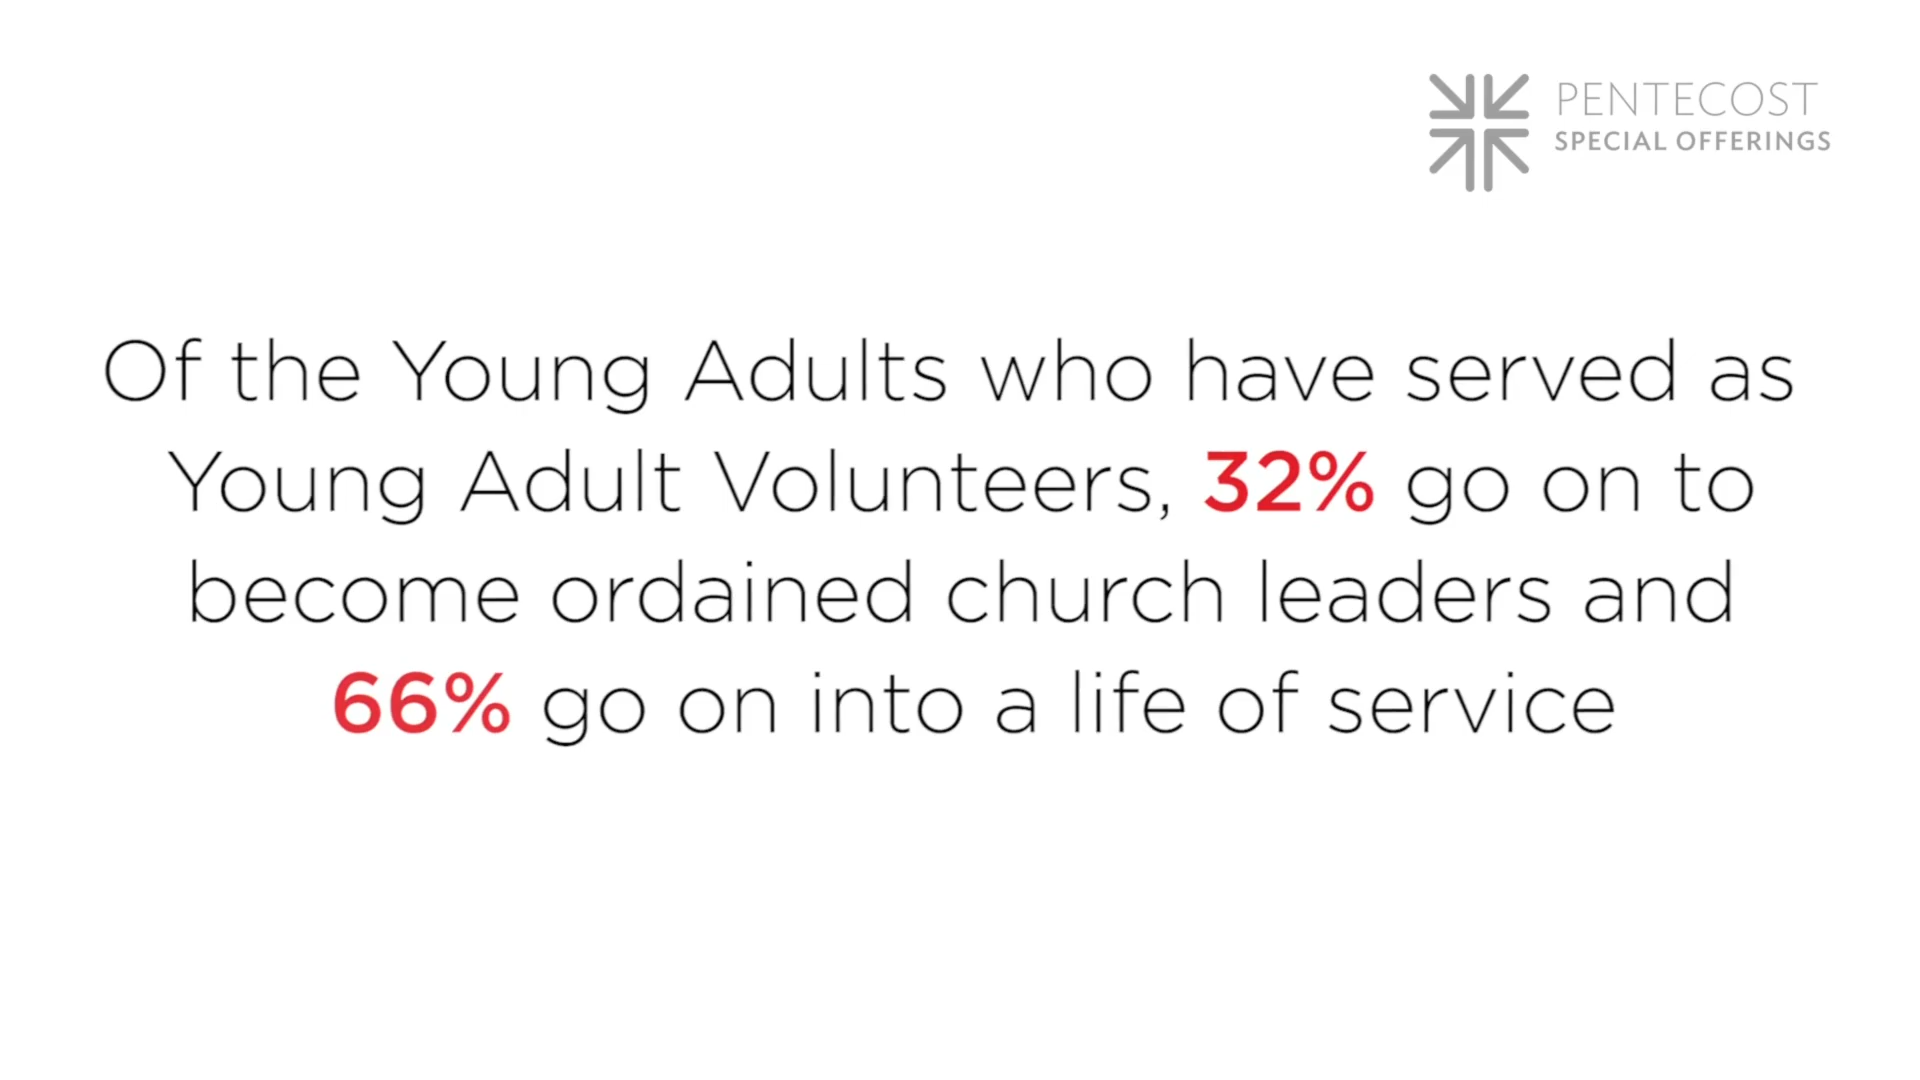 PENTECOST
SPECIAL OFFERINGS
Of the Young Adults who have served as
Young Adult Volunteers, 32% go on to
become ordained church leaders and
66% go on into a life of service